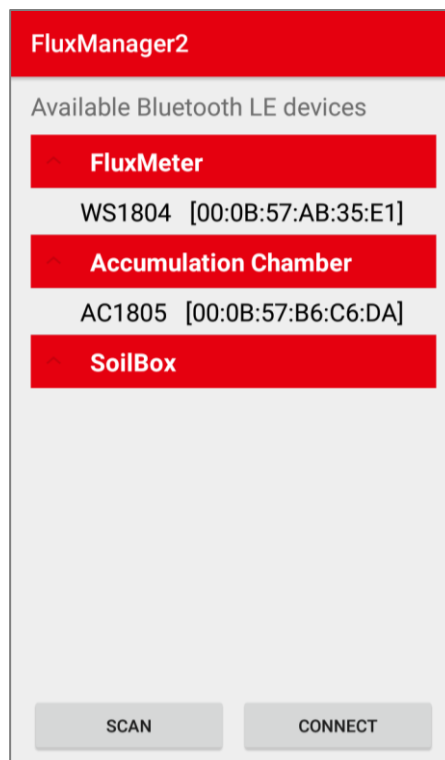 FluxManager2
Available Bluetooth LE devices
FluxMeter
WS1804 [00:0B:57:AB:35:E1]
Accumulation Chamber
AC1805 [00:0B:57:B6:C6:DA]
SoilBox
SCAN CONNECT